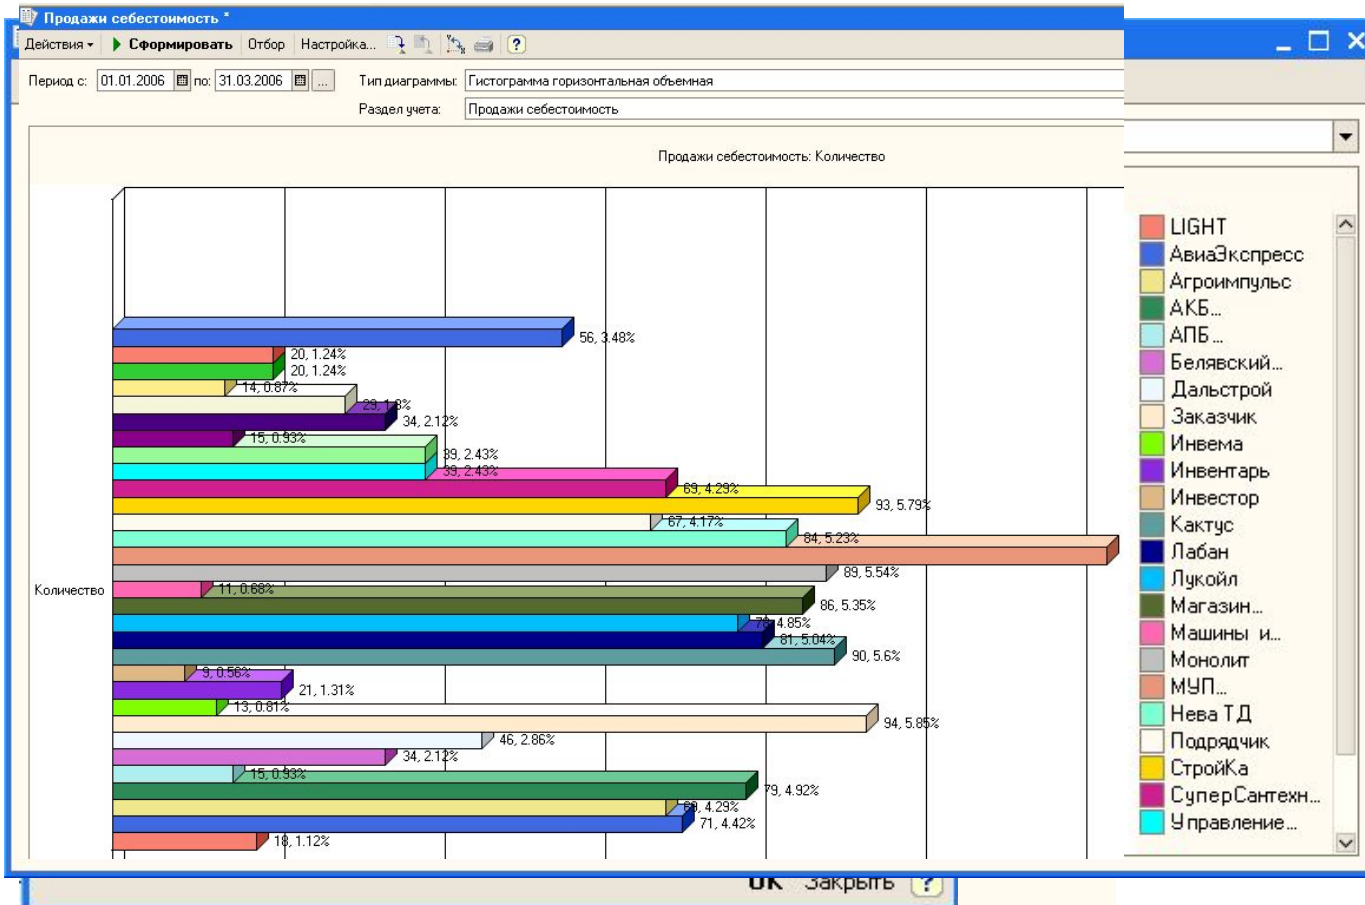 Продажи себестоимость *
Действия Сформировать Отбор Настройка... ?
Период с: 01.01.2006 по: 31.03.2006 ... Тип диаграммы: Гистограмма горизонтальная объемная
Раздел учета: Продажи себестоимость
Продажи себестоимость: Количество
56, 3.48%
20, 1.24%
20, 1.24%
14, 0.87%
29, 1.8%
34, 2.12%
15, 0.93%
39, 2.43%
39, 2.43%
69, 4.29%
93, 5.79%
67, 4.17%
84, 5.23%
89, 5.54%
Количество
11, 0.68%
86, 5.35%
78, 4.85%
81, 5.04%
90, 5.6%
9, 0.56%
21, 1.31%
13, 0.81%
94, 5.85%
46, 2.86%
34, 2.12%
15, 0.93%
79, 4.92%
69, 4.29%
71, 4.42%
18, 1.12%
LIGHT
АвиаЭкспресс
Агроимпульс
АКБ...
АПБ...
Белявский...
Дальстрой
Заказчик
Инвема
Инвентарь
Инвестор
Кактус
Лабан
Лукойл
Магазин...
Машины и...
Монолит
МУП...
Нева ТД
Подрядчик
СтройКа
СуперСантехн...
Управление...
OK Закрыть ?